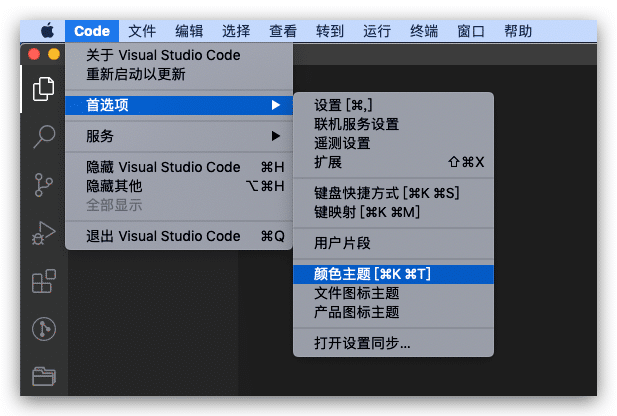 Code 文件 编辑 选择 查看 转到 运行 终端 窗口 帮助
关于 Visual Studio Code
重新启动以更新
首选项 ▶
服务 ▶
隐藏 Visual Studio Code ⌘H
隐藏其他 ⌥⌘H
全部显示
退出 Visual Studio Code ⌘Q
设置 [⌘,]
联机服务设置
遥测设置
扩展 ⇧⌘X
键盘快捷方式 [⌘K ⌘S]
键映射 [⌘K ⌘M]
用户片段
颜色主题 [⌘K ⌘T]
文件图标主题
产品图标主题
打开设置同步...